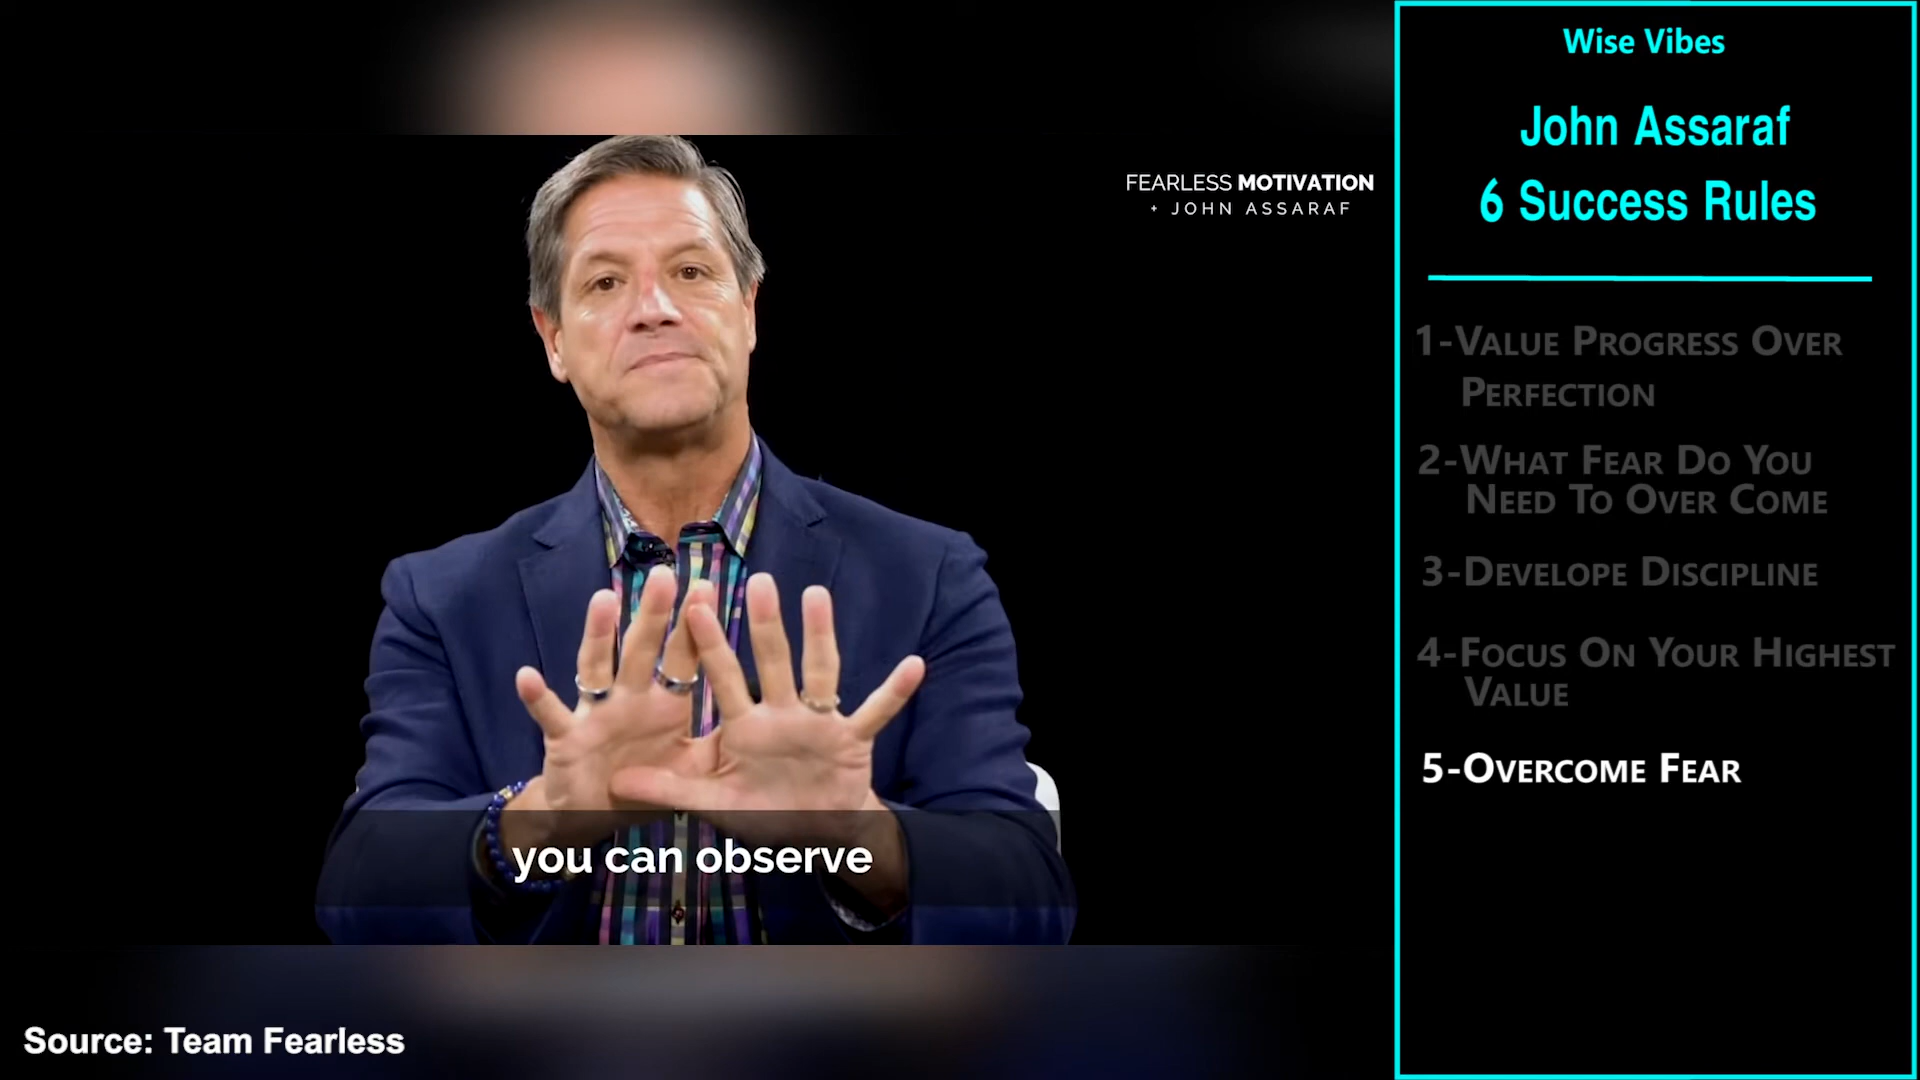 FEARLESS MOTIVATION
+ JOHN ASSARAF
you can observe
Source: Team Fearless
Wise Vibes
John Assaraf
6 Success Rules
1-VALUE PROGRESS OVER
PERFECTION
2-WHAT FEAR DO YOU
NEED TO OVER COME
3-DEVELOPE DISCIPLINE
4-FOCUS ON YOUR HIGHEST
VALUE
5-OVERCOME FEAR